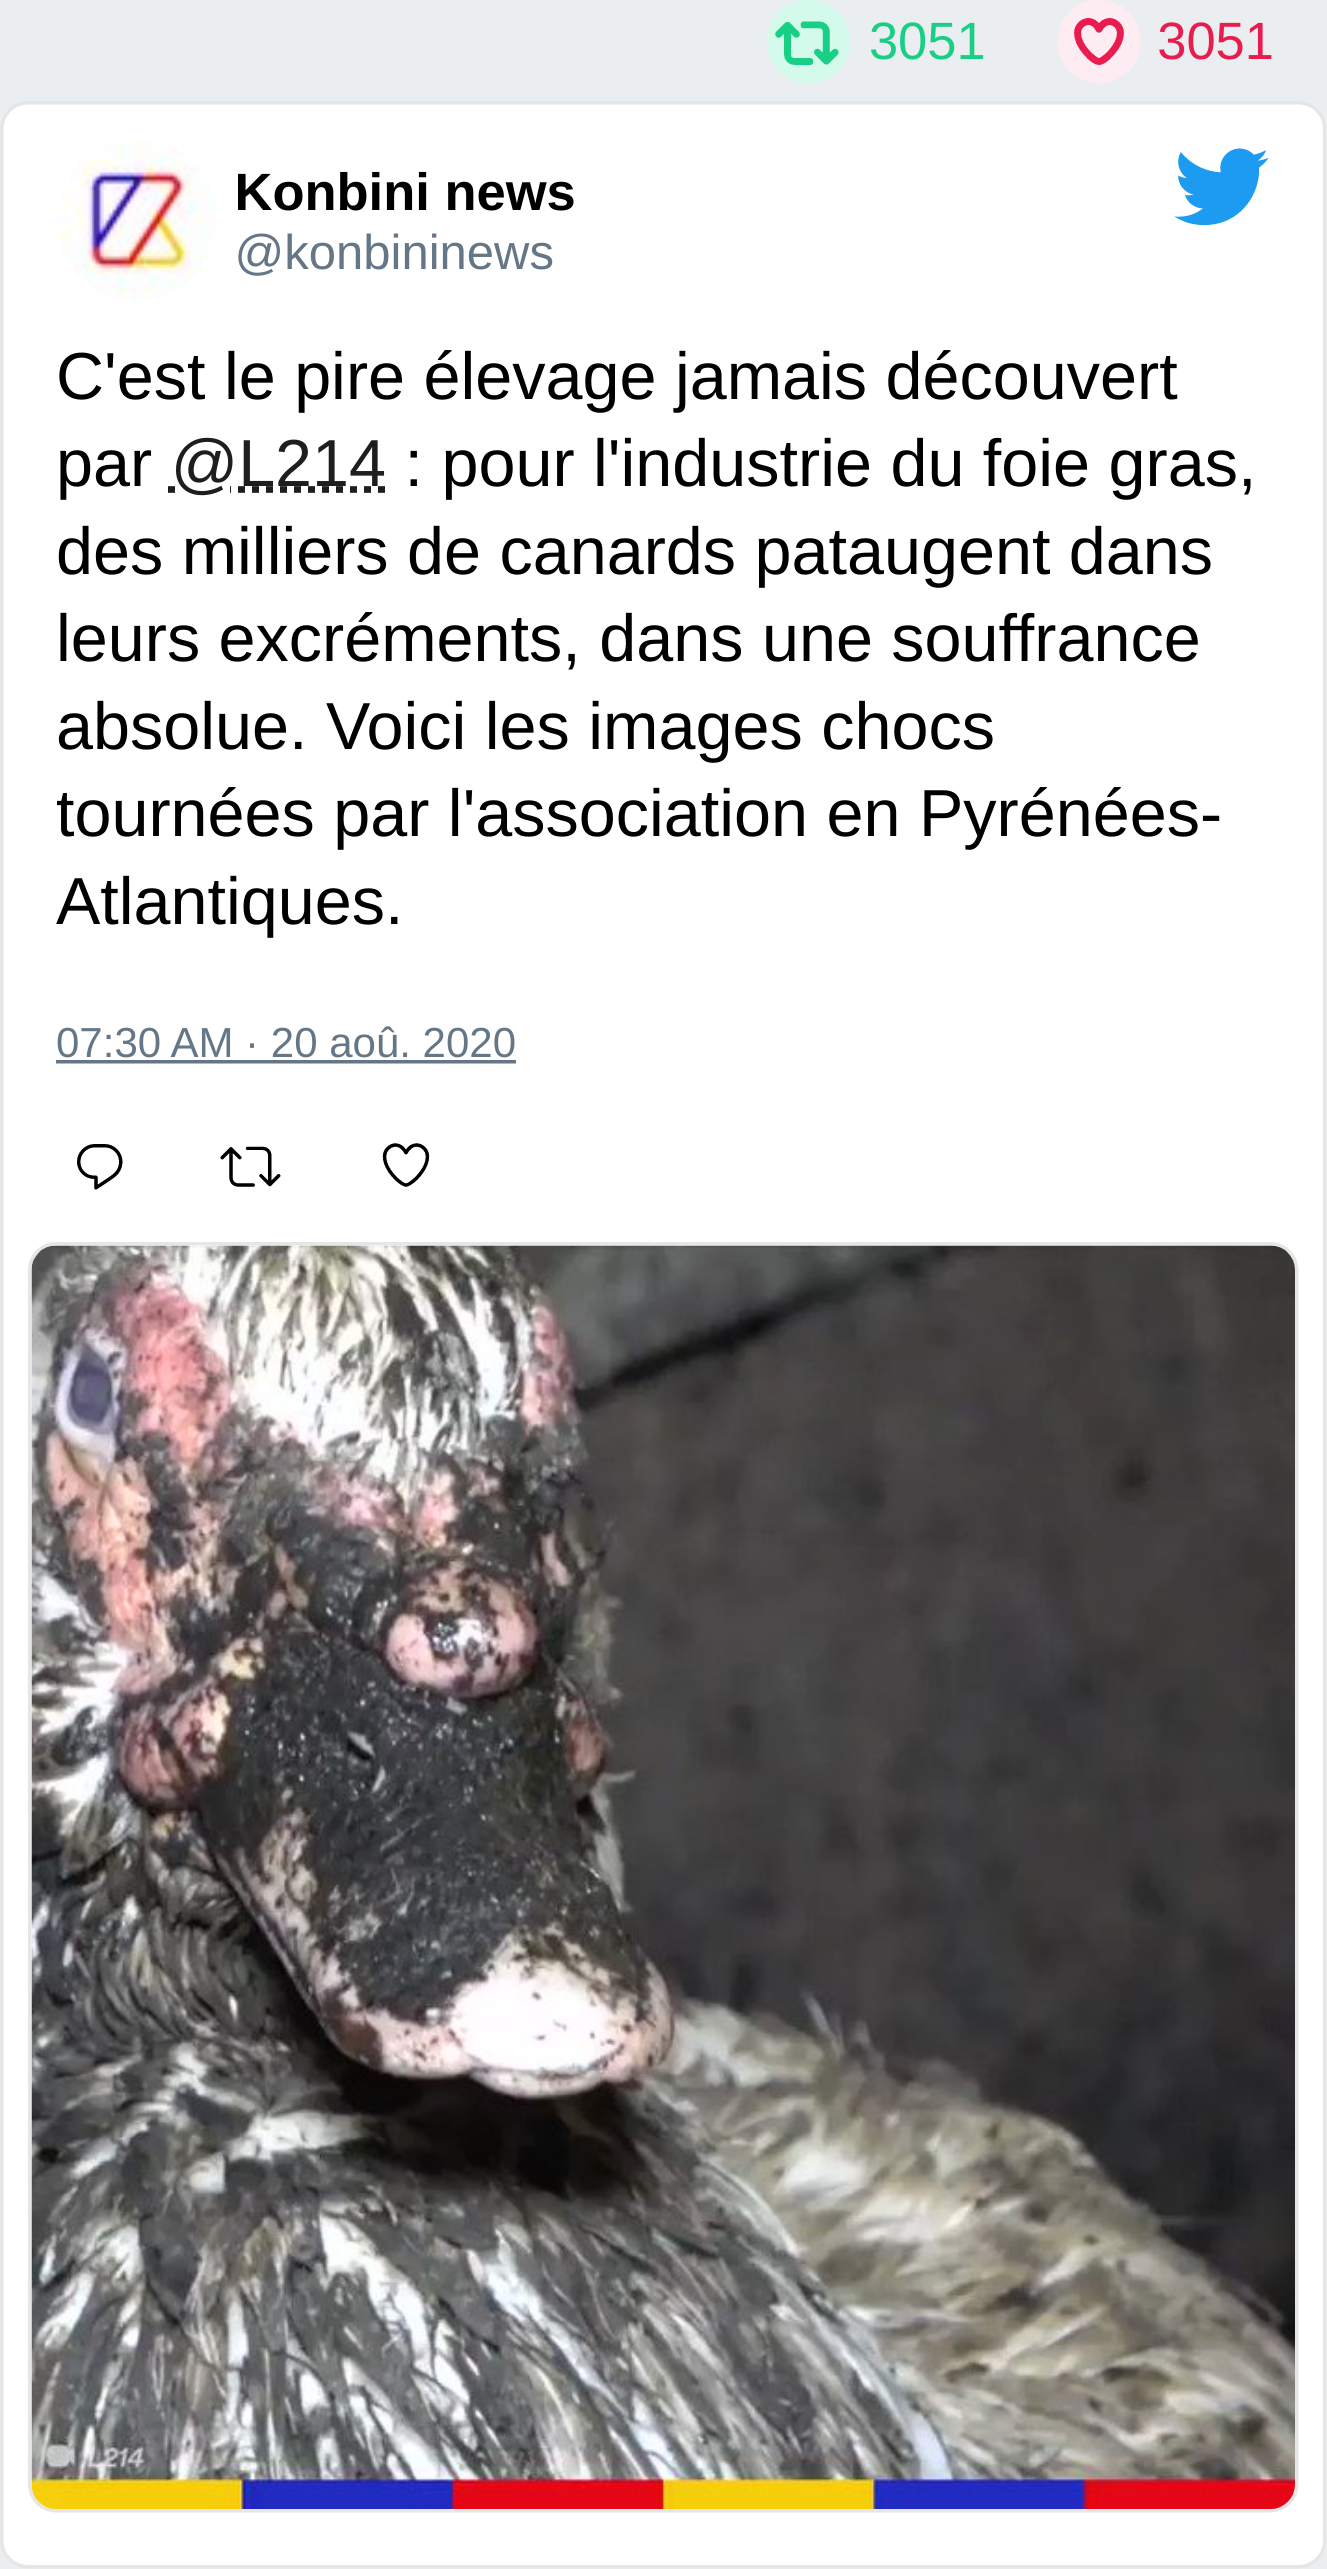 3051 3051
Konbini news
@konbininews
C'est le pire élevage jamais découvert
par @L214 : pour l'industrie du foie gras,
des milliers de canards pataugent dans
leurs excréments, dans une souffrance
absolue. Voici les images chocs
tournées par l'association en Pyrénées-
Atlantiques.
07:30 AM · 20 aoû. 2020
L214